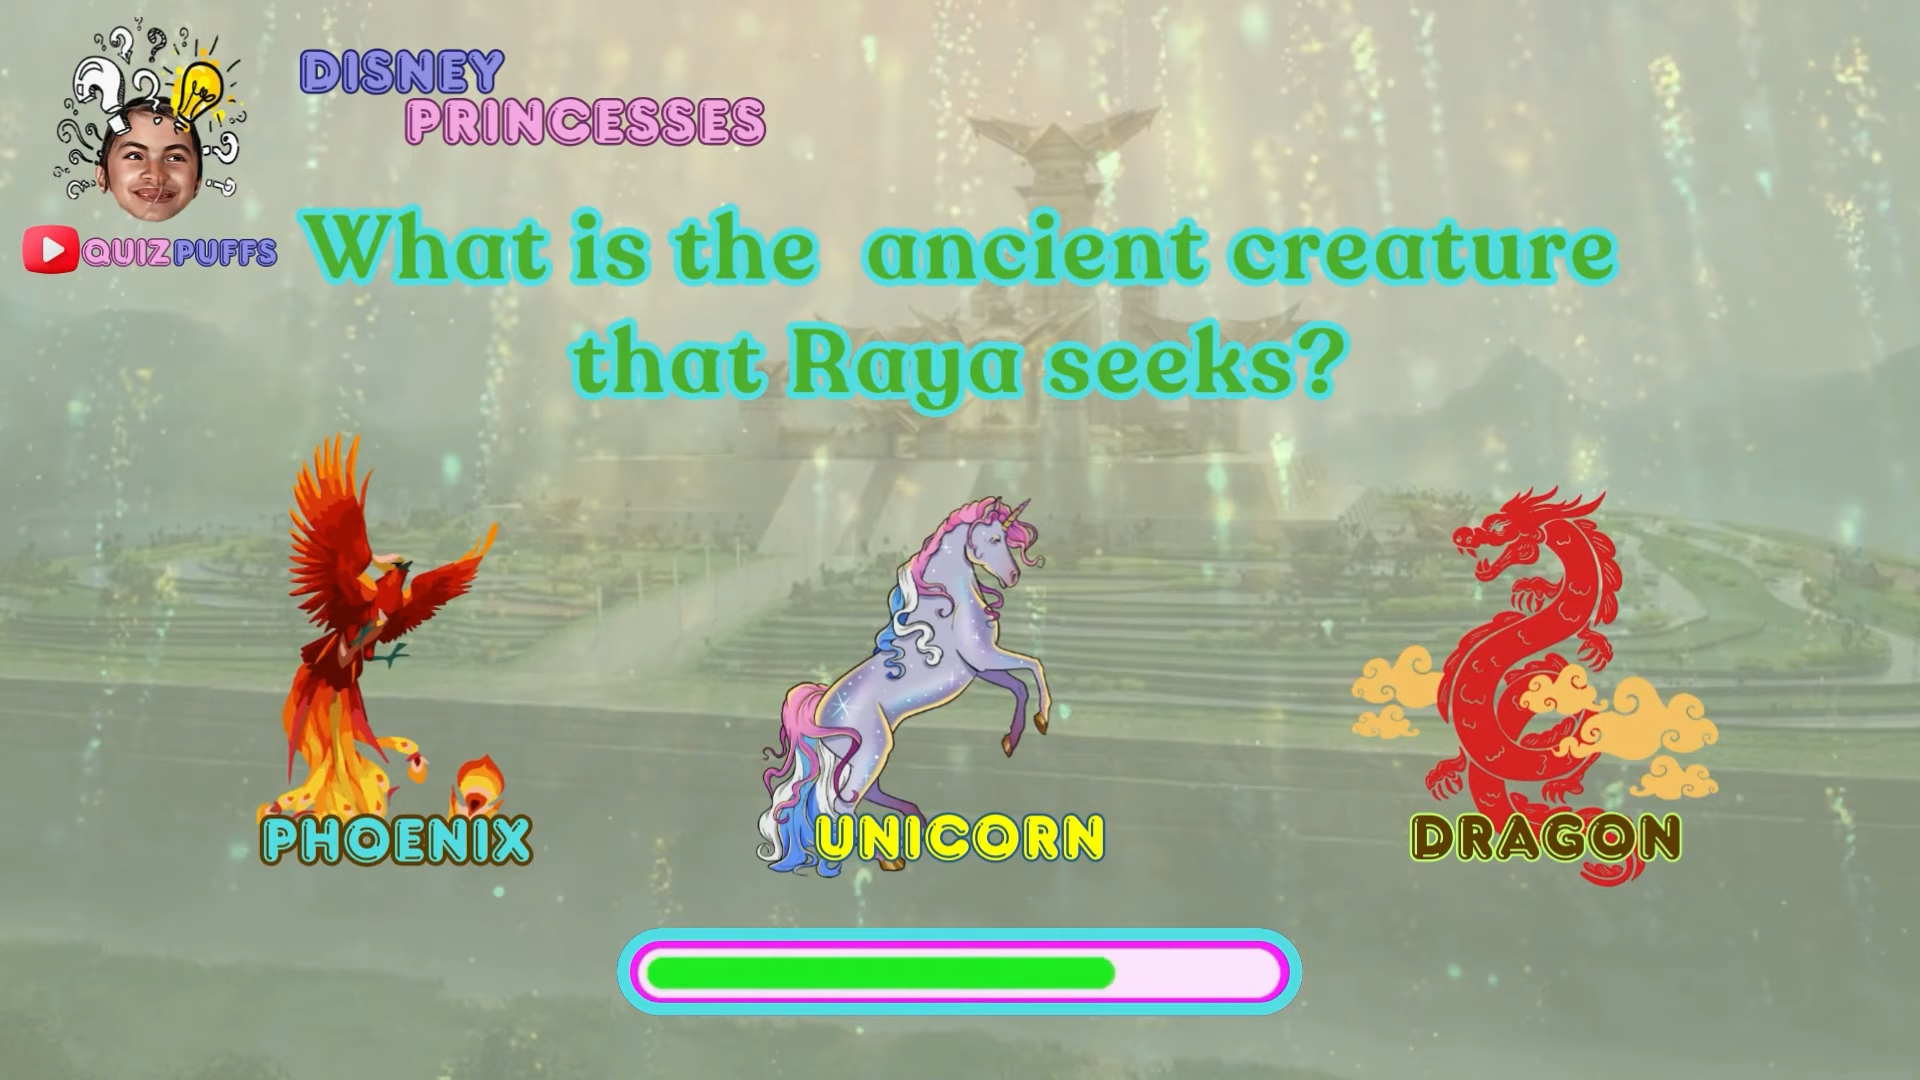 DISNEY
PRINCESSES
QUIZPUFFS
What is the ancient creature
that Raya seeks?
PHOENIX
UNICORN
DRAGON